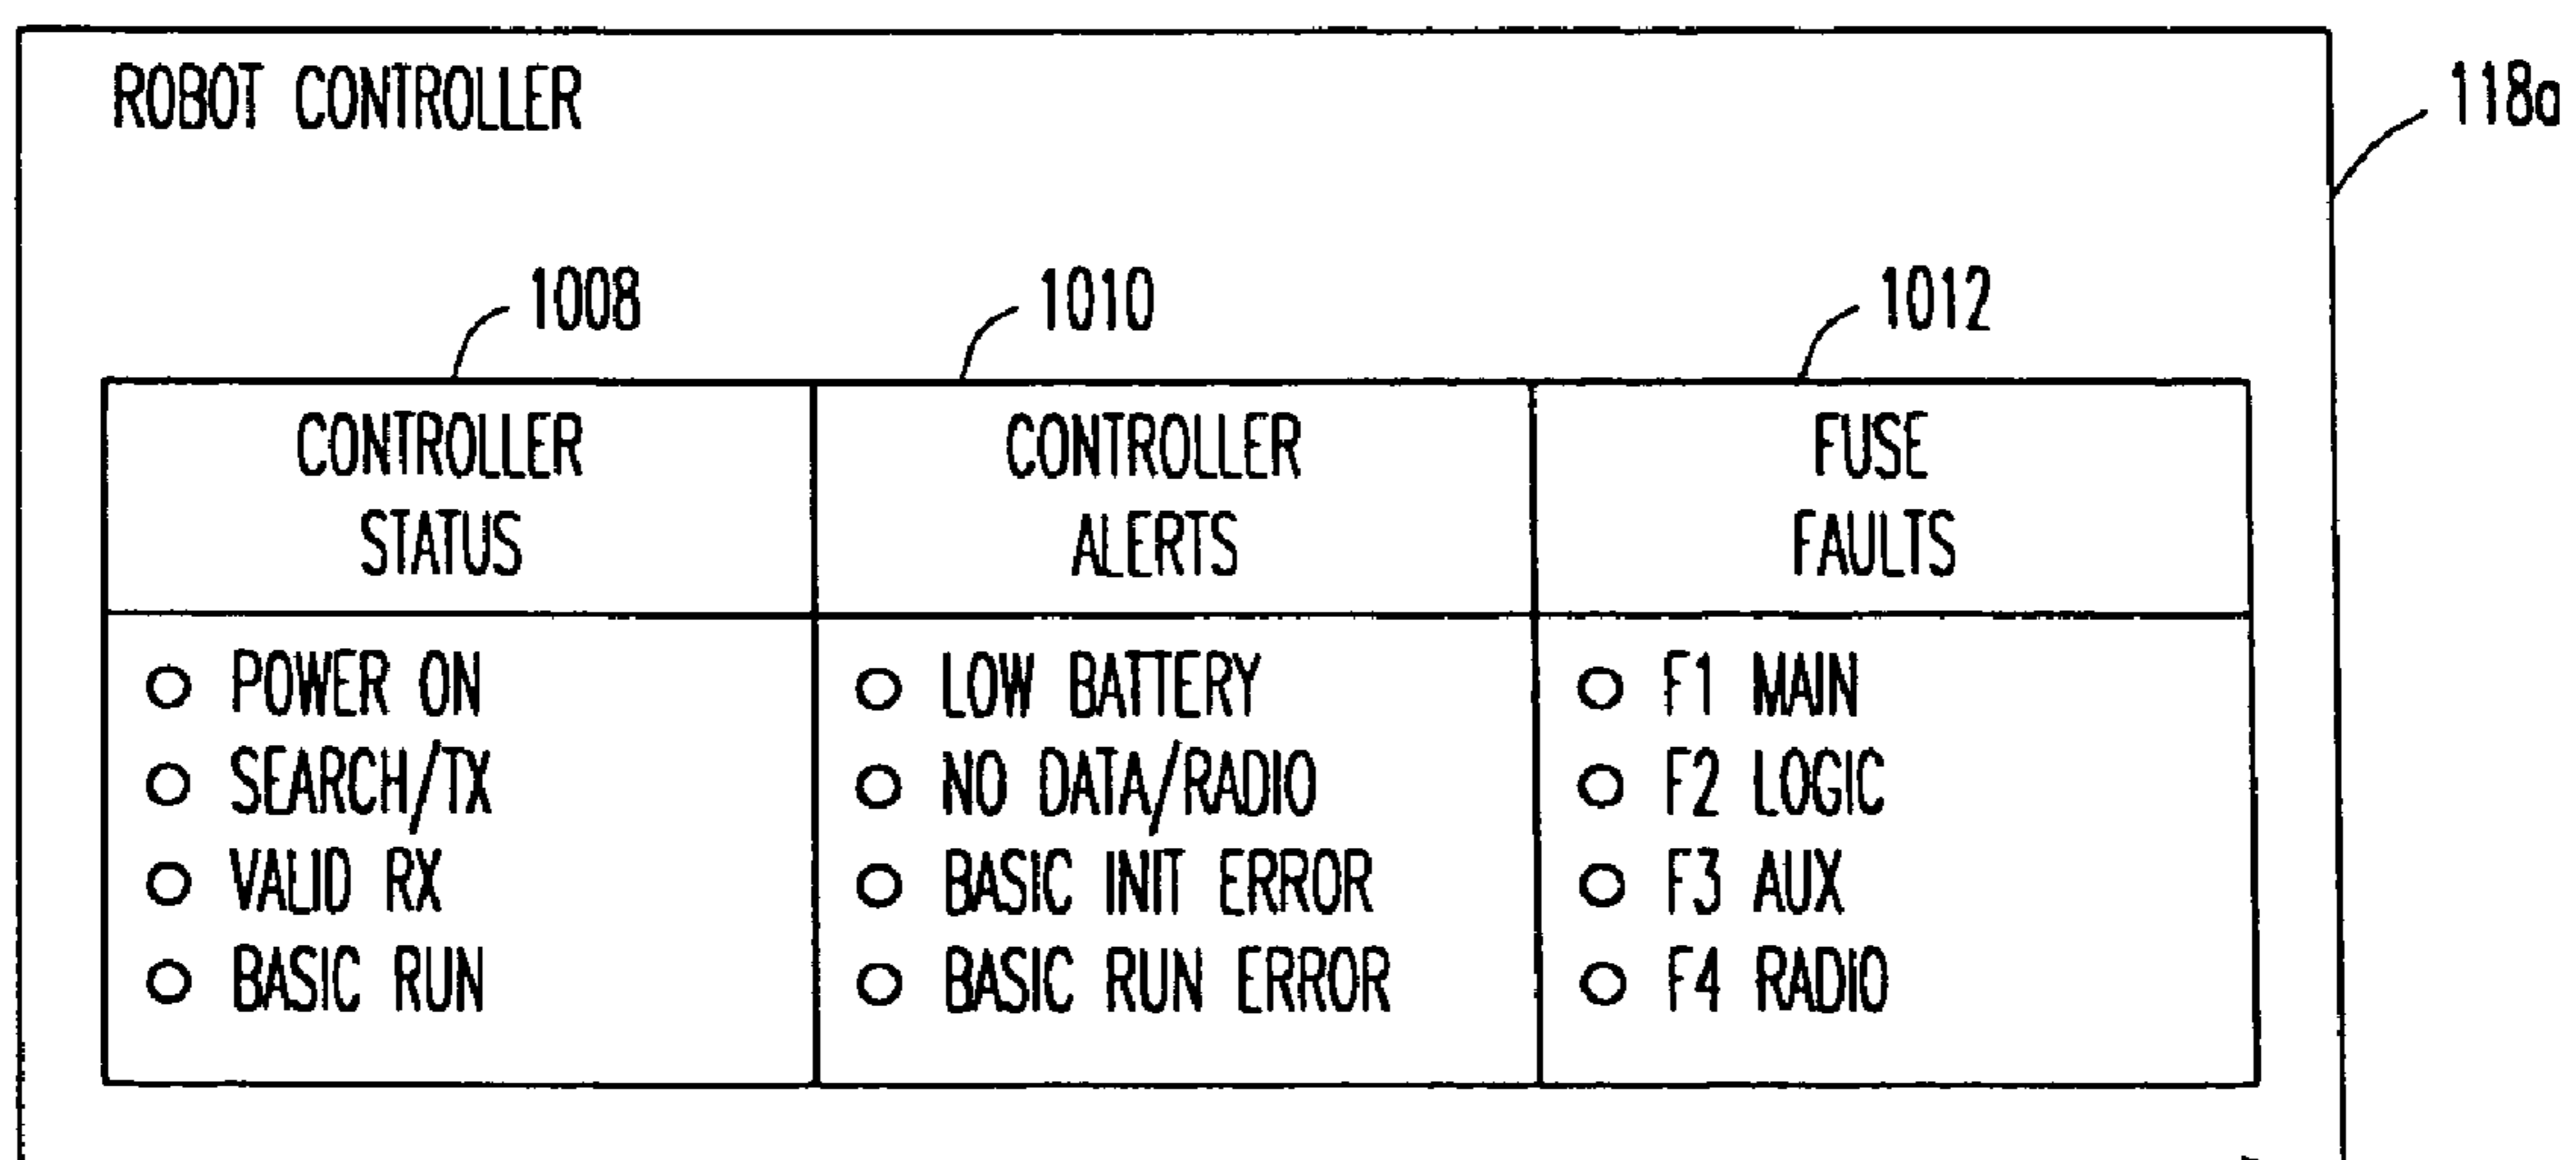 ROBOT CONTROLLER
118a
1008
1010
1012
CONTROLLER
STATUS
CONTROLLER
ALERTS
FUSE
FAULTS
POWER ON
SEARCH/TX
VALID RX
BASIC RUN
LOW BATTERY
NO DATA/RADIO
BASIC INIT ERROR
BASIC RUN ERROR
F1 MAIN
F2 LOGIC
F3 AUX
F4 RADIO